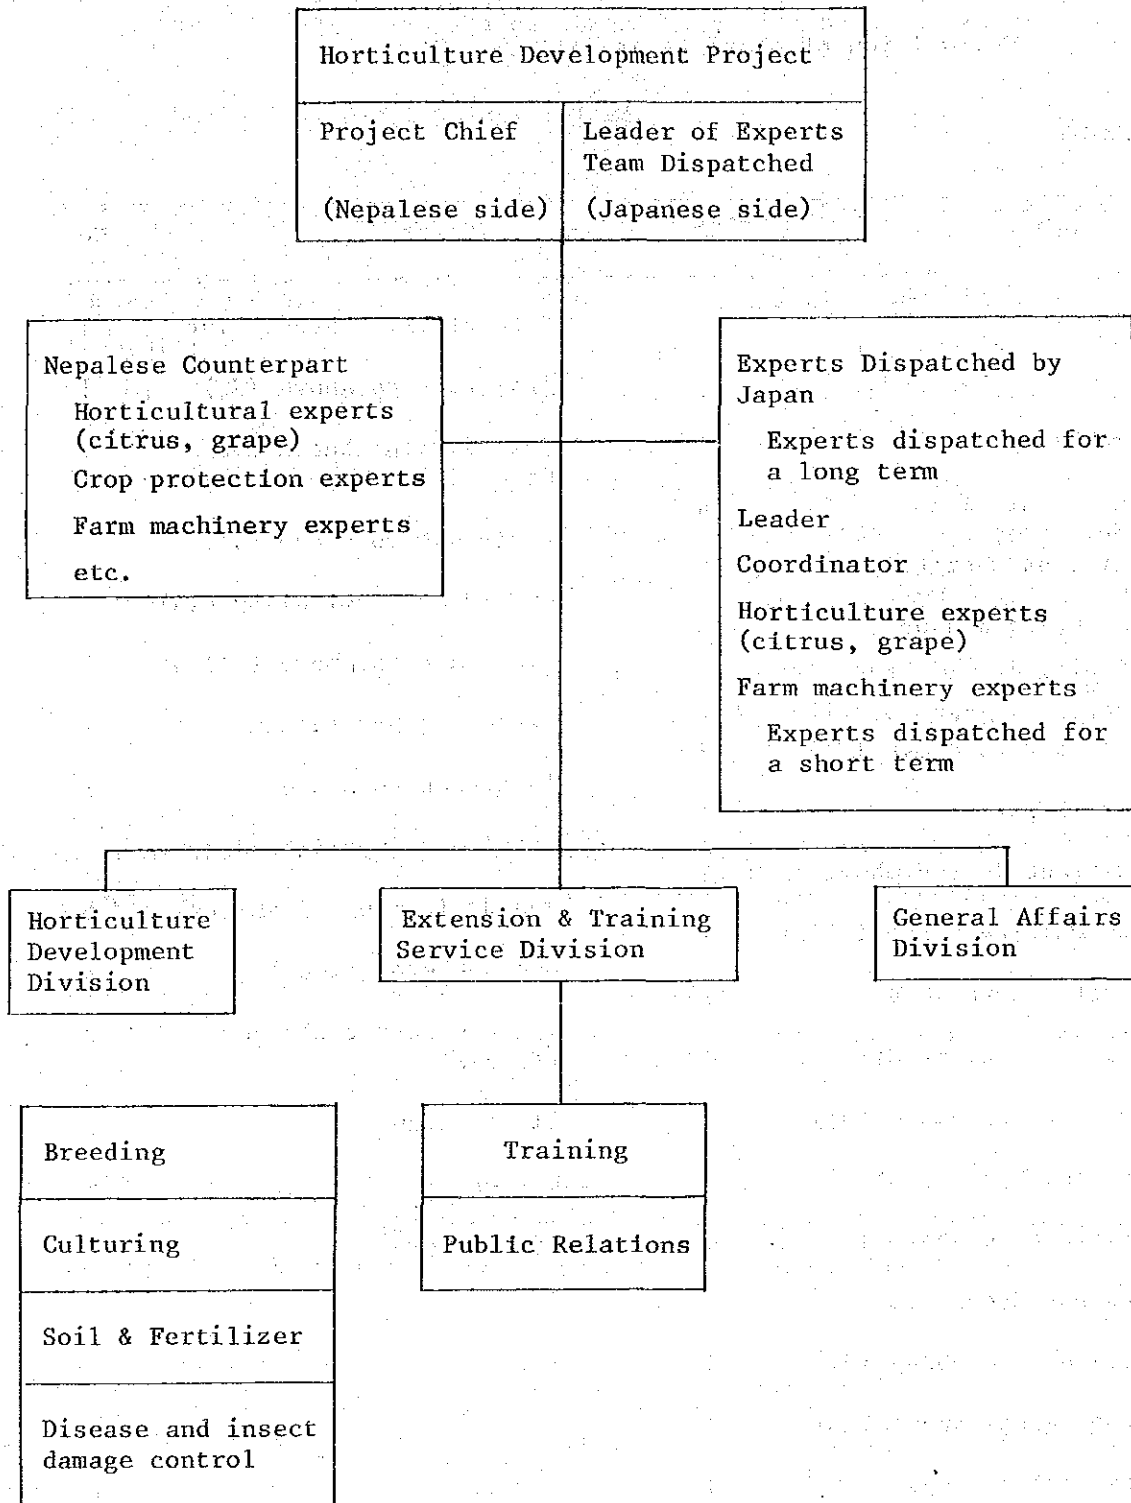 Horticulture Development Project
Project Chief
(Nepalese side)
Leader of Experts
Team Dispatched
(Japanese side)
Nepalese Counterpart
Horticultural experts
(citrus, grape)
Crop protection experts
Farm machinery experts
etc.
Experts Dispatched by
Japan
Experts dispatched for
a long term
Leader
Coordinator
Horticulture experts
(citrus, grape)
Farm machinery experts
Experts dispatched for
a short term
Horticulture
Development
Division
Extension & Training
Service Division
General Affairs
Division
Breeding
Culturing
Soil & Fertilizer
Disease and insect
damage control
Training
Public Relations